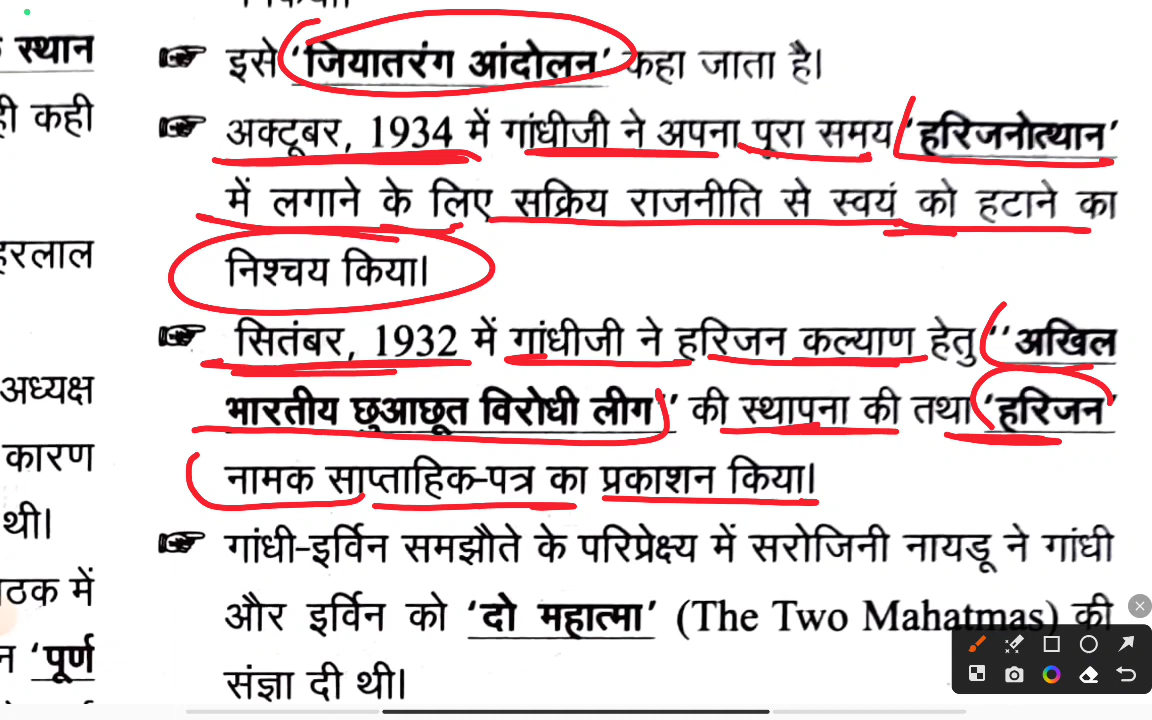 स्थान
ही कही
हरलाल
अध्यक्ष
कारण
थी।
ठक में
न 'पूर्ण
इसे 'जियातरंग आंदोलन' कहा जाता है।
अक्टूबर, 1934 में गांधीजी ने अपना पूरा समय 'हरिजनोत्थान'
में लगाने के लिए सक्रिय राजनीति से स्वयं को हटाने का
निश्चय किया।
सितंबर, 1932 में गांधीजी ने हरिजन कल्याण हेतु ''अखिल
भारतीय छुआछूत विरोधी लीग'' की स्थापना की तथा 'हरिजन'
नामक साप्ताहिक-पत्र का प्रकाशन किया।
गांधी-इर्विन समझौते के परिप्रेक्ष्य में सरोजिनी नायडू ने गांधी
और इर्विन को 'दो महात्मा' (The Two Mahatmas) की
संज्ञा दी थी।